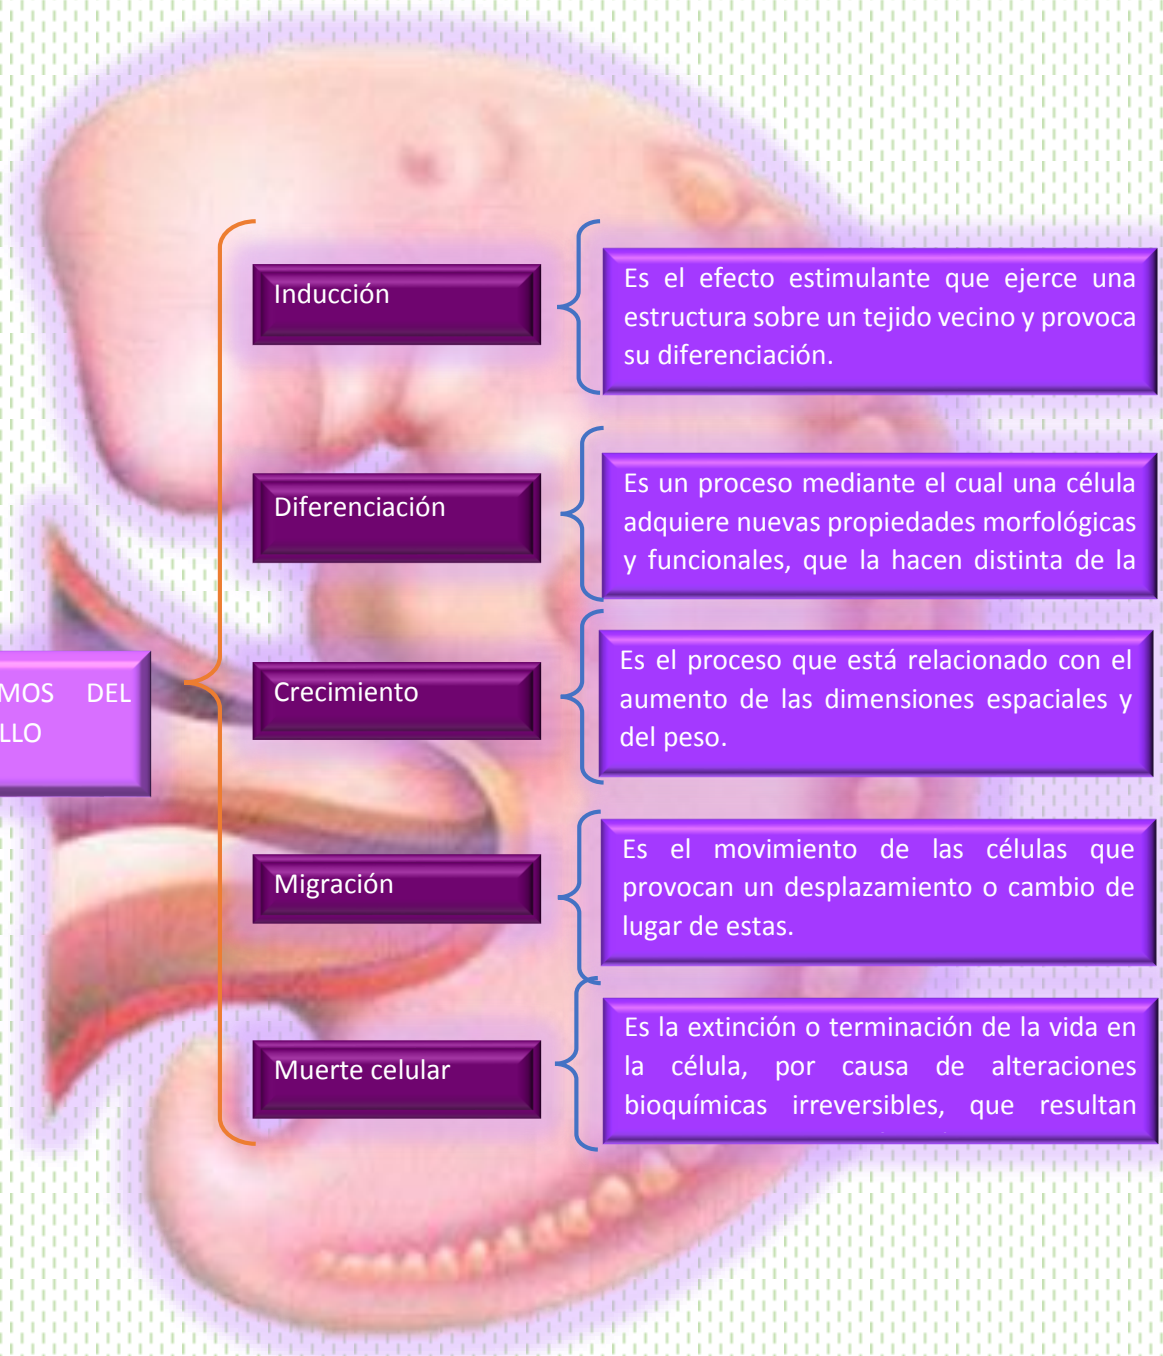 Inducción
Es el efecto estimulante que ejerce una
estructura sobre un tejido vecino y provoca
su diferenciación.
Diferenciación
Es un proceso mediante el cual una célula
adquiere nuevas propiedades morfológicas
y funcionales, que la hacen distinta de la
MOS DEL
LLO
Crecimiento
Es el proceso que está relacionado con el
aumento de las dimensiones espaciales y
del peso.
Migración
Es el movimiento de las células que
provocan un desplazamiento o cambio de
lugar de estas.
Muerte celular
Es la extinción o terminación de la vida en
la célula, por causa de alteraciones
bioquímicas irreversibles, que resultan